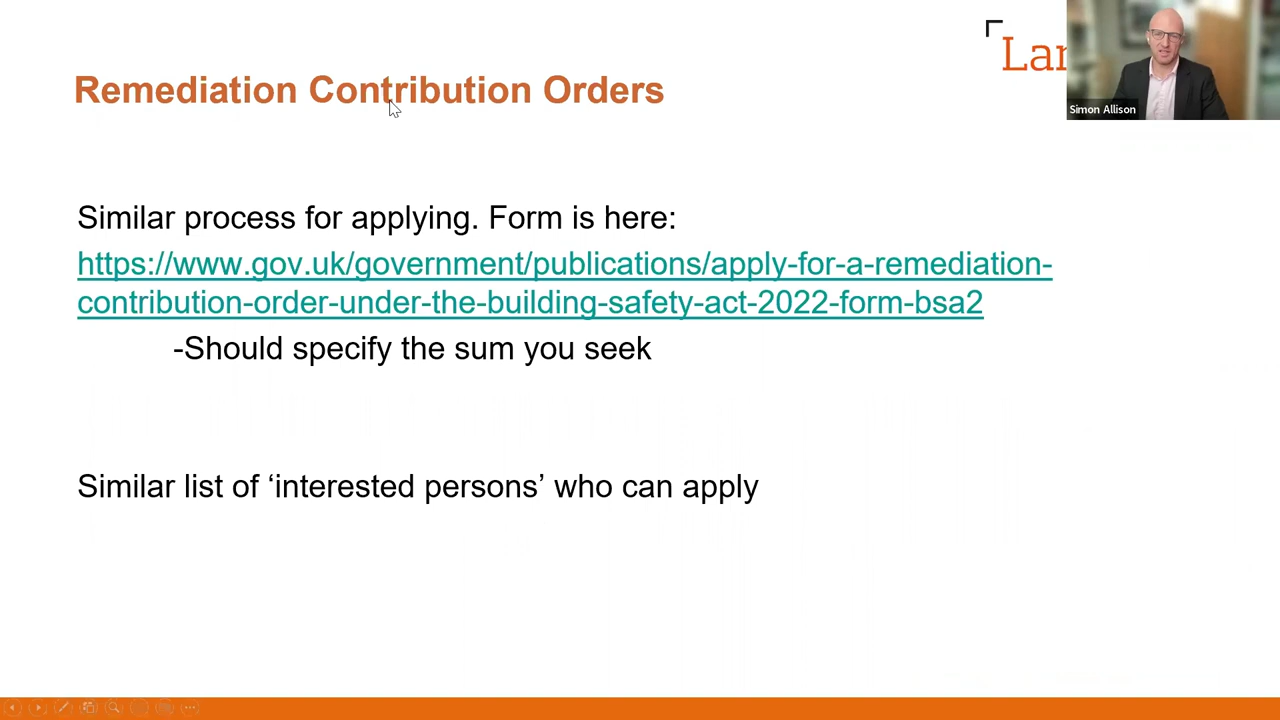 Remediation Contribution Orders
Simon Allison
Similar process for applying. Form is here:
https://www.gov.uk/government/publications/apply-for-a-remediation-
contribution-order-under-the-building-safety-act-2022-form-bsa2
-Should specify the sum you seek
Similar list of ‘interested persons’ who can apply